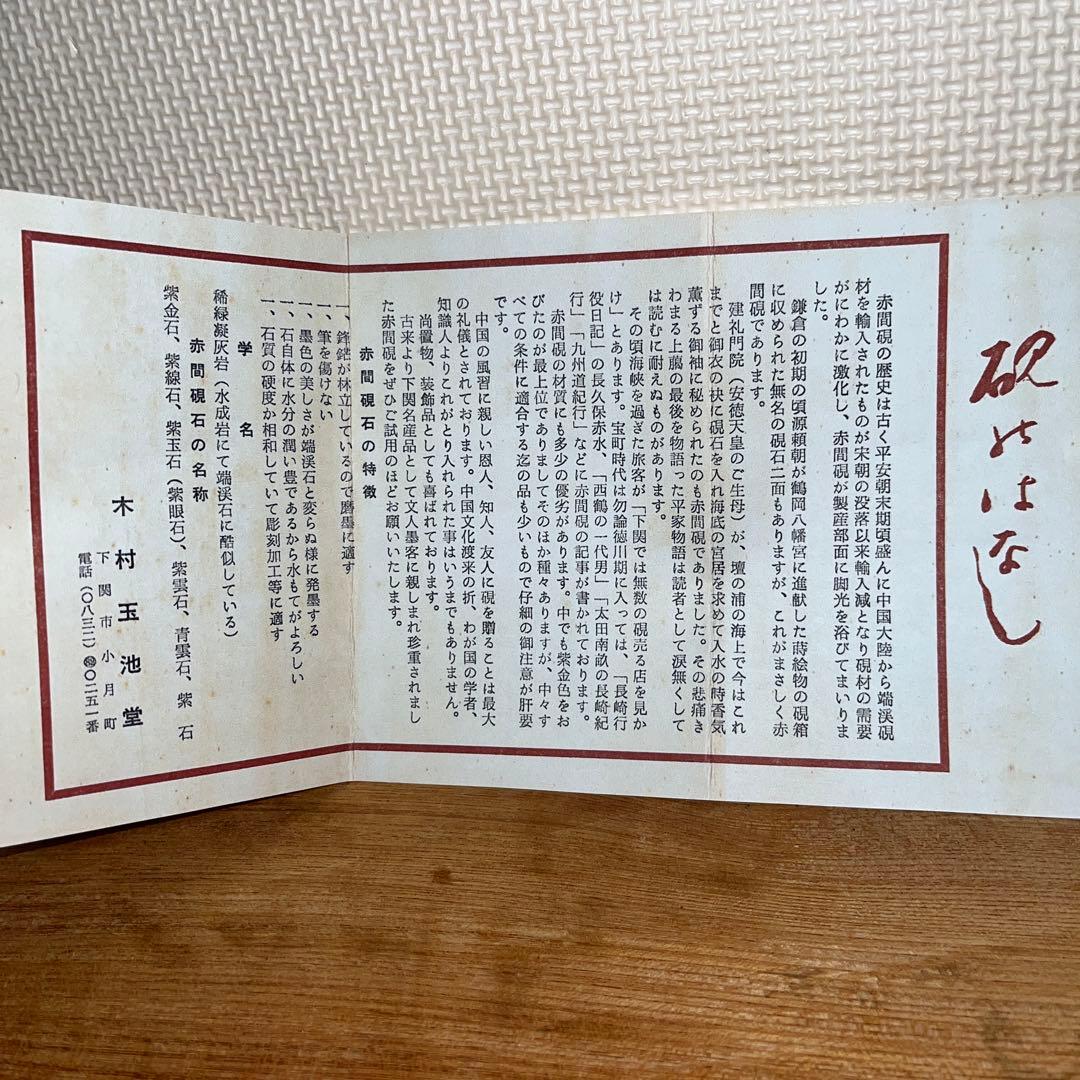 硯のはなし
赤間硯の歴史は古く平安朝末期頃盛んに中国大陸から端渓硯
材を輸入されたものが宋朝の没落以来輸入減となり硯材の需要
がにわかに激化し、赤間硯が製産部面に脚光を浴びてまいりま
した。
鎌倉の初期の頃源頼朝が鶴岡八幡宮に進献した蒔絵物の硯箱
に収められた無名の硯石二面もありますが、これがまさしく赤
間硯であります。
建礼門院（安徳天皇のご生母）が、壇の浦の海上で今はこれ
までと御衣の袂に硯石を入れ海底の宮居を求めて入水の時香気
薫ずる御袖に秘められたのも赤間硯でありました。その悲痛き
わまる上﨟の最後を物語った平家物語は読者として涙無くして
は読むに耐えぬものがあります。
その頃海峡を過ぎた旅客が「下関では無数の硯売る店を見か
け」とあります。宝町時代は勿論徳川期に入っては、「長崎行
役日記」の長久保赤水、「西鶴の一代男」「太田南畝の長崎紀
行」「九州道紀行」などに赤間硯の記事が書かれております。
赤間硯の材質にも多少の優劣があります。中でも紫金色をお
びたのが最上位でありましてそのほか種々ありますが、中々す
べての条件に適合する迄の品も少いもので仔細の御注意が肝要
です。
中国の風習に親しい恩人、知人、友人に硯を贈ることは最大
の礼儀とされております。中国文化渡来の折、わが国の学者、
知識人よりこれがとり入れられた事はいうまでもありません。
尚置物、装飾品としても喜ばれております。
古来より下関名産品として文人墨客に親しまれ珍重されまし
た赤間硯をぜひご試用のほどお願いいたします。
赤間硯石の特徴
一、鋒鋩が林立しているので磨墨に適す
一、筆を傷けない
一、墨色の美しさが端渓石と変らぬ様に発墨する
一、石自体に水分の潤い豊であるから水もてがよろしい
一、石質の硬度か相和していて彫刻加工等に適す
学名
稀緑凝灰岩（水成岩にて端渓石に酷似している）
赤間硯石の名称
紫金石、紫線石、紫玉石（紫眼石）、紫雲石、青雲石、紫石
木村玉池堂
下関市小月町
電話（〇八三二）㊇〇二五一番